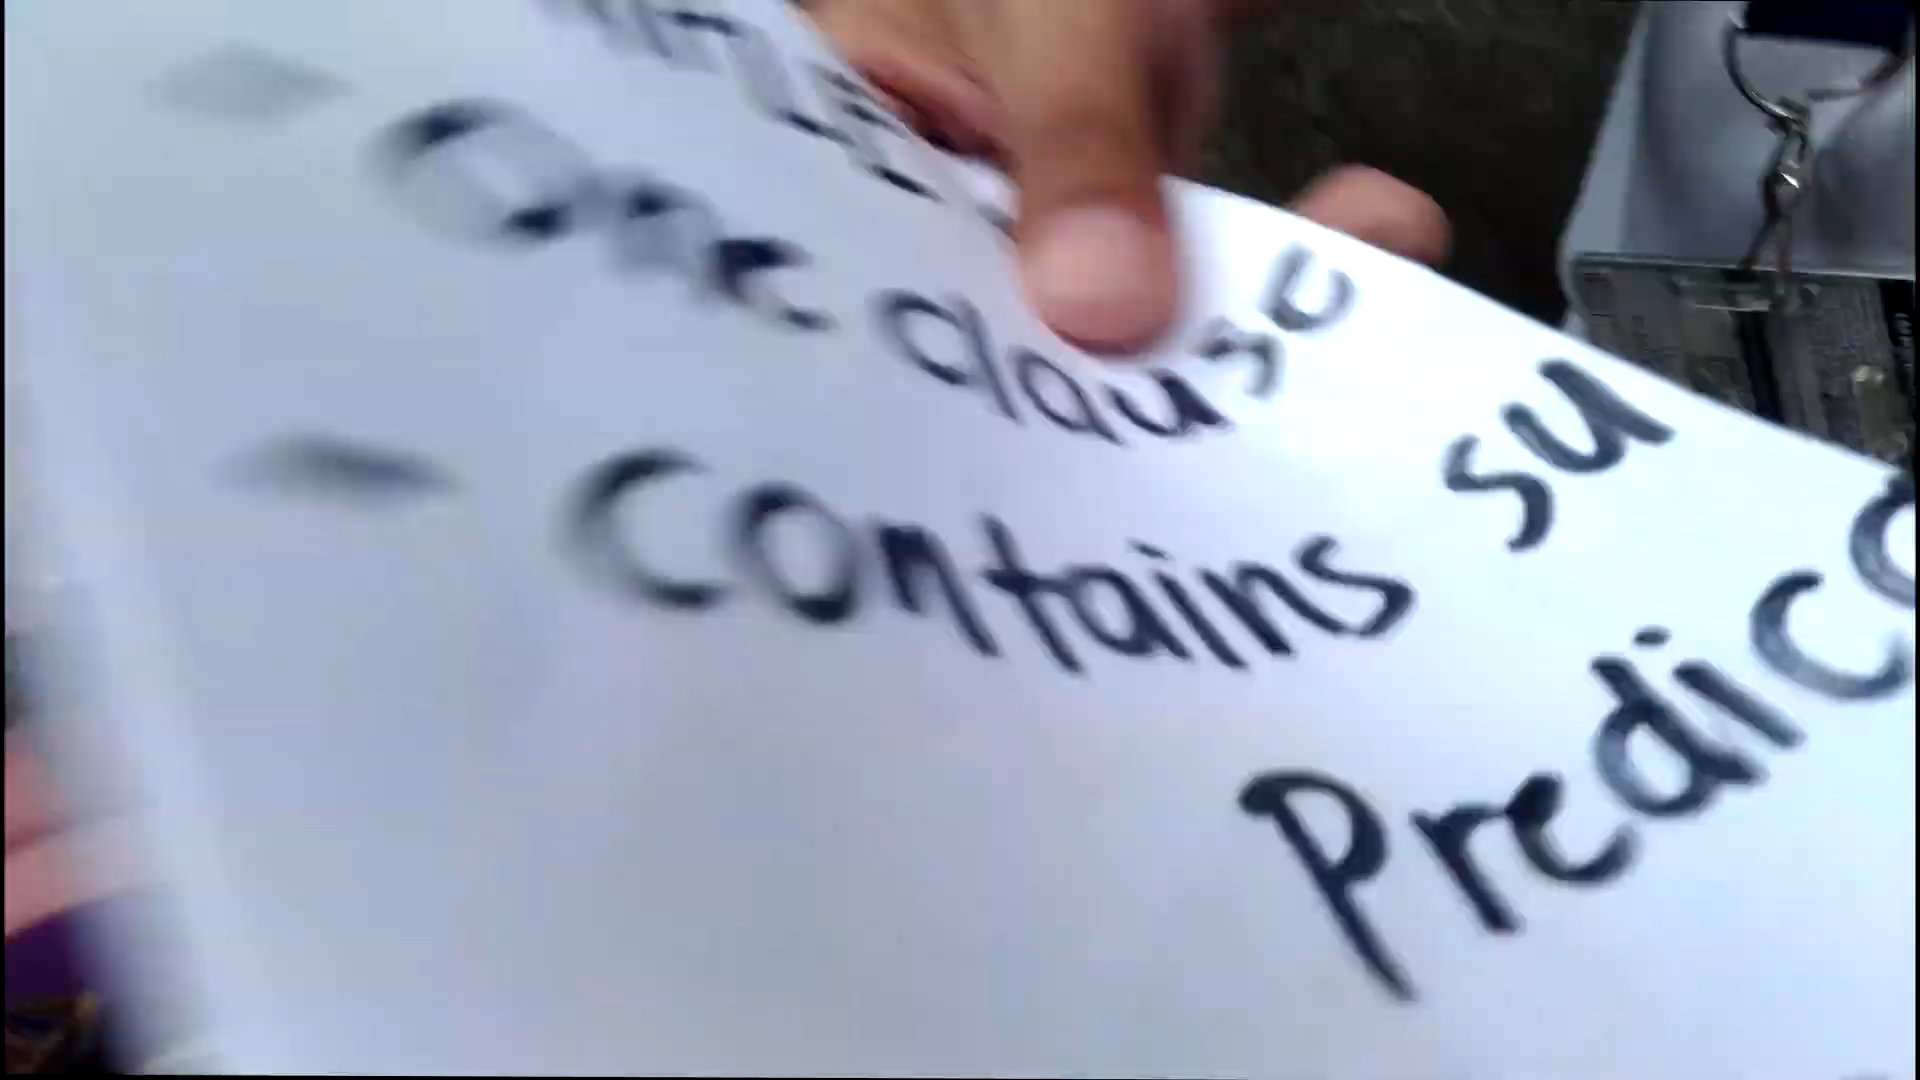 - One clause
- Contains su
Predica